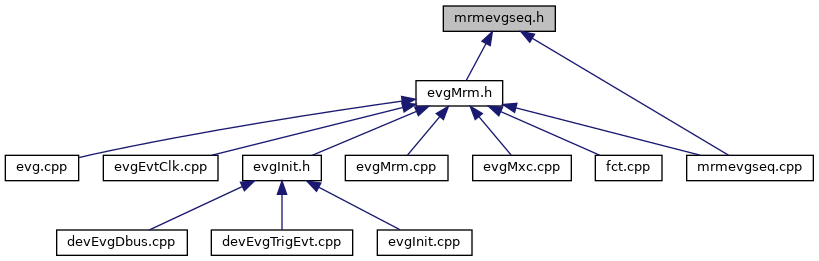 mrmevgseq.h
evgMrm.h
evg.cpp
evgEvtClk.cpp
evgInit.h
evgMrm.cpp
evgMxc.cpp
fct.cpp
mrmevgseq.cpp
devEvgDbus.cpp
devEvgTrigEvt.cpp
evgInit.cpp